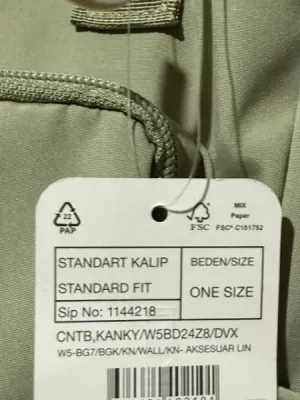 22
PAP
FSC
MIX
Paper
FSC® C151752
STANDART KALIP
STANDARD FIT
Sip No: 1144218
BEDEN/SIZE
ONE SIZE
CNTB,KANKY/W5BD24Z8/DVX
W5-BG7/BGK/KN/WALL/KN- AKSESUAR LIN